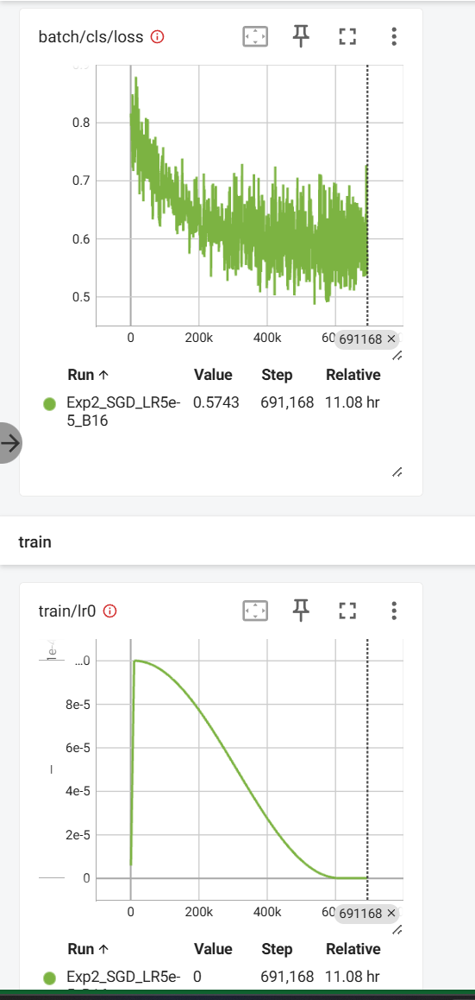 batch/cls/loss
0.8
0.7
0.6
0.5
0 200k 400k 60 691168 ×
Run ↑ Value Step Relative
Exp2_SGD_LR5e- 0.5743 691,168 11.08 hr
5_B16
train
train/lr0
1e-4
...0
8e-5
6e-5
4e-5
2e-5
0
0 200k 400k 60 691168 ×
Run ↑ Value Step Relative
Exp2_SGD_LR5e- 0 691,168 11.08 hr